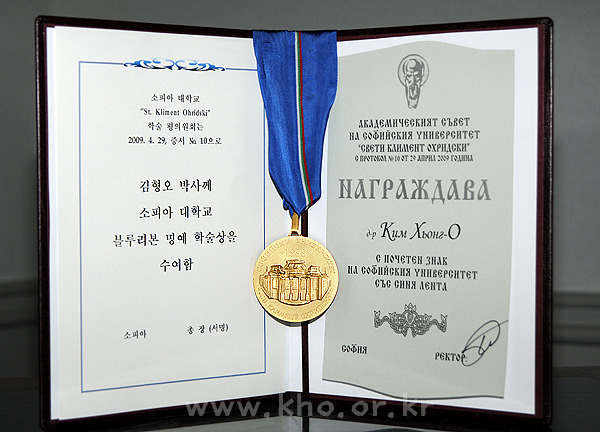 소피아 대학교
"St. Kliment Ohridski"
학술 평의원회는
2009. 4. 29, 증서 № 10으로
김형오 박사께
소피아 대학교
블루리본 명예 학술상을
수여함
소피아 총 장 (서명)
АКАДЕМИЧЕСКИЯТ СЪВЕТ
НА СОФИЙСКИЯ УНИВЕРСИТЕТ
"СВЕТИ КЛИМЕНТ ОХРИДСКИ"
С ПРОТОКОЛ № 10 ОТ 29 АПРИЛ 2009 ГОДИНА
НАГРАЖДАВА
д-р Ким Хьонг-О
С ПОЧЕТЕН ЗНАК
НА СОФИЙСКИЯ УНИВЕРСИТЕТ
СЪС СИНЯ ЛЕНТА
СОФИЯ РЕКТОР:
www.kho.or.kr